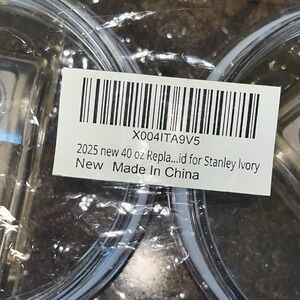 X004ITA9V5
2025 new 40 oz Repla...id for Stanley Ivory
New Made In China